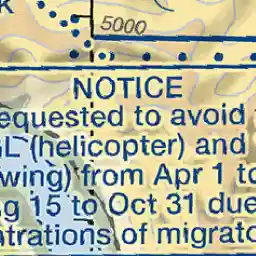 k
5000
NOTICE
equested to avoid
GL (helicopter) and
wing) from Apr 1 to
g 15 to Oct 31 due
ntrations of migrato